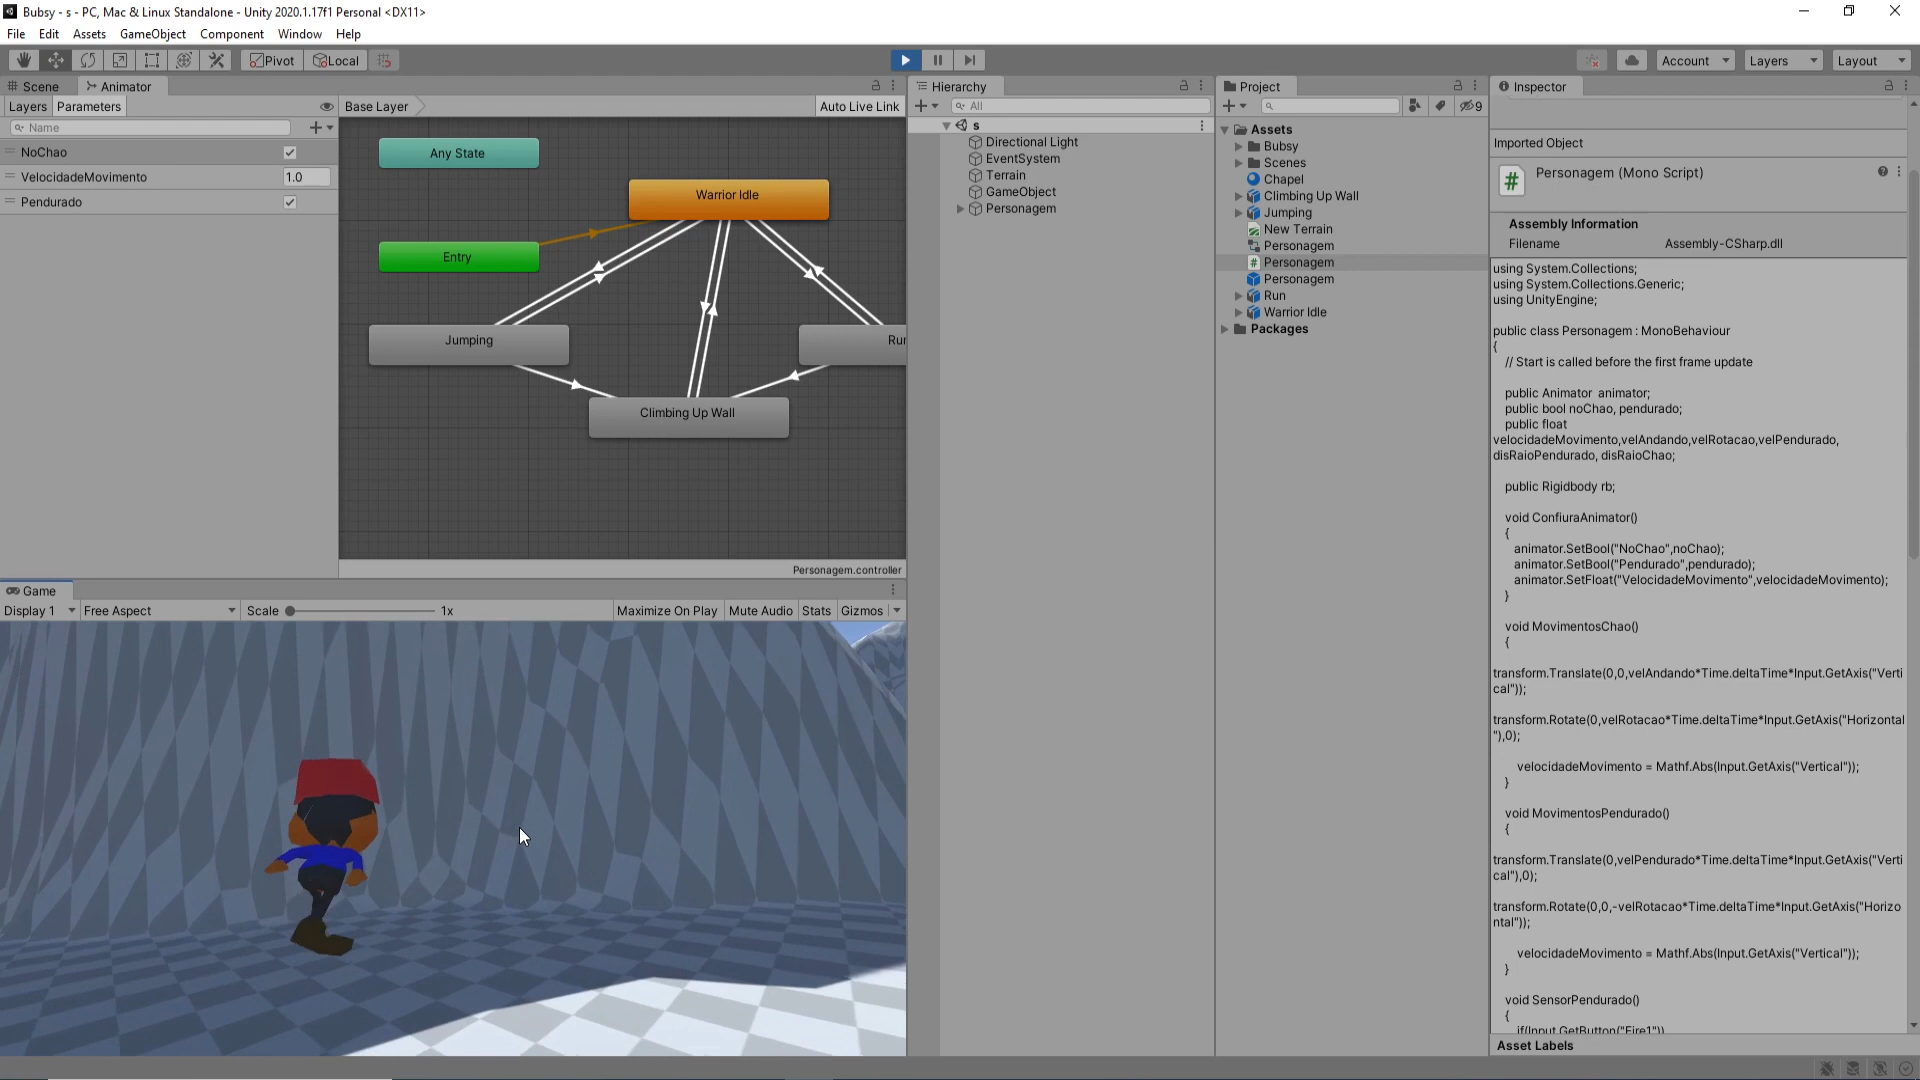 Bubsy - s - PC, Mac & Linux Standalone - Unity 2020.1.17f1 Personal <DX11>
File Edit Assets GameObject Component Window Help
Pivot Local Account Layers Layout
Scene Animator
Layers Parameters
Base Layer Auto Live Link
Name
NoChao
VelocidadeMovimento 1.0
Pendurado
Any State
Warrior Idle
Entry
Jumping
Run
Climbing Up Wall
Personagem.controller
Game
Display 1 Free Aspect Scale 1x Maximize On Play Mute Audio Stats Gizmos
Hierarchy
All
s
Directional Light
EventSystem
Terrain
GameObject
Personagem
Project
9
Assets
Bubsy
Scenes
Chapel
Climbing Up Wall
Jumping
New Terrain
Personagem
Personagem
Personagem
Run
Warrior Idle
Packages
Inspector
Imported Object
# Personagem (Mono Script)
Assembly Information
Filename Assembly-CSharp.dll
using System.Collections;
using System.Collections.Generic;
using UnityEngine;
public class Personagem : MonoBehaviour
{
// Start is called before the first frame update
public Animator animator;
public bool noChao, pendurado;
public float
velocidadeMovimento,velAndando,velRotacao,velPendurado,
disRaioPendurado, disRaioChao;
public Rigidbody rb;
void ConfiuraAnimator()
{
animator.SetBool("NoChao",noChao);
animator.SetBool("Pendurado",pendurado);
animator.SetFloat("VelocidadeMovimento",velocidadeMovimento);
}
void MovimentosChao()
{
transform.Translate(0,0,velAndando*Time.deltaTime*Input.GetAxis("Verti
cal"));
transform.Rotate(0,velRotacao*Time.deltaTime*Input.GetAxis("Horizontal
"),0);
velocidadeMovimento = Mathf.Abs(Input.GetAxis("Vertical"));
}
void MovimentosPendurado()
{
transform.Translate(0,velPendurado*Time.deltaTime*Input.GetAxis("Verti
cal"),0);
transform.Rotate(0,0,-velRotacao*Time.deltaTime*Input.GetAxis("Horizo
ntal"));
velocidadeMovimento = Mathf.Abs(Input.GetAxis("Vertical"));
}
void SensorPendurado()
{
if(Input.GetButton("Fire1"))
Asset Labels